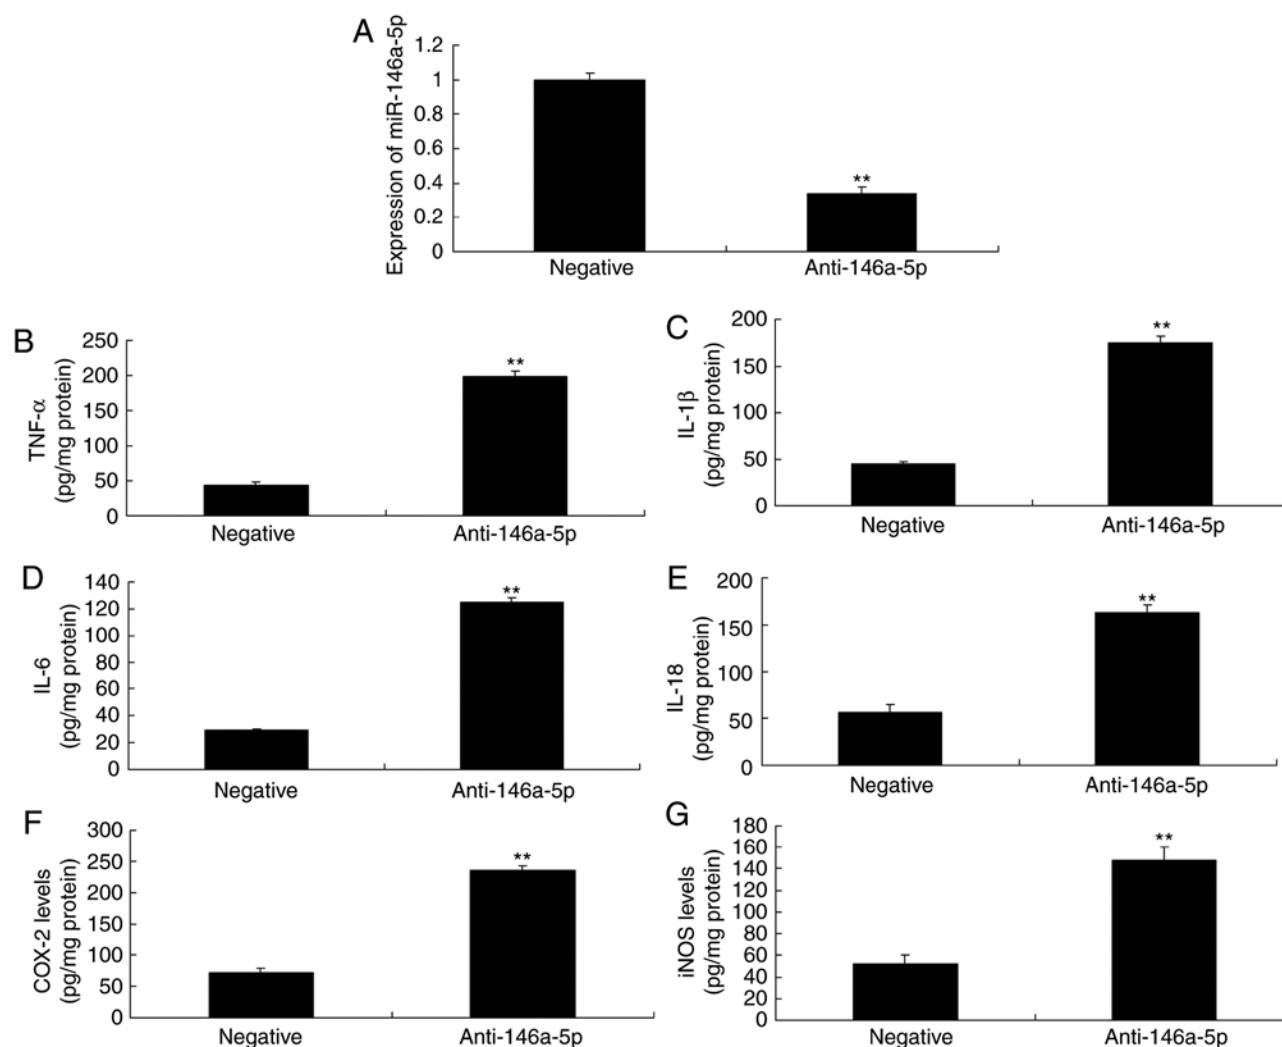 A
Expression of miR-146a-5p
1.2
1
0.8
0.6
0.4
0.2
0
**
Negative
Anti-146a-5p
B
TNF-α
(pg/mg protein)
250
200
150
100
50
0
**
Negative
Anti-146a-5p
C
IL-1β
(pg/mg protein)
200
150
100
50
0
**
Negative
Anti-146a-5p
D
IL-6
(pg/mg protein)
140
120
100
80
60
40
20
0
**
Negative
Anti-146a-5p
E
IL-18
(pg/mg protein)
200
150
100
50
0
**
Negative
Anti-146a-5p
F
COX-2 levels
(pg/mg protein)
300
250
200
150
100
50
0
**
Negative
Anti-146a-5p
G
iNOS levels
(pg/mg protein)
180
160
140
120
100
80
60
40
20
0
**
Negative
Anti-146a-5p